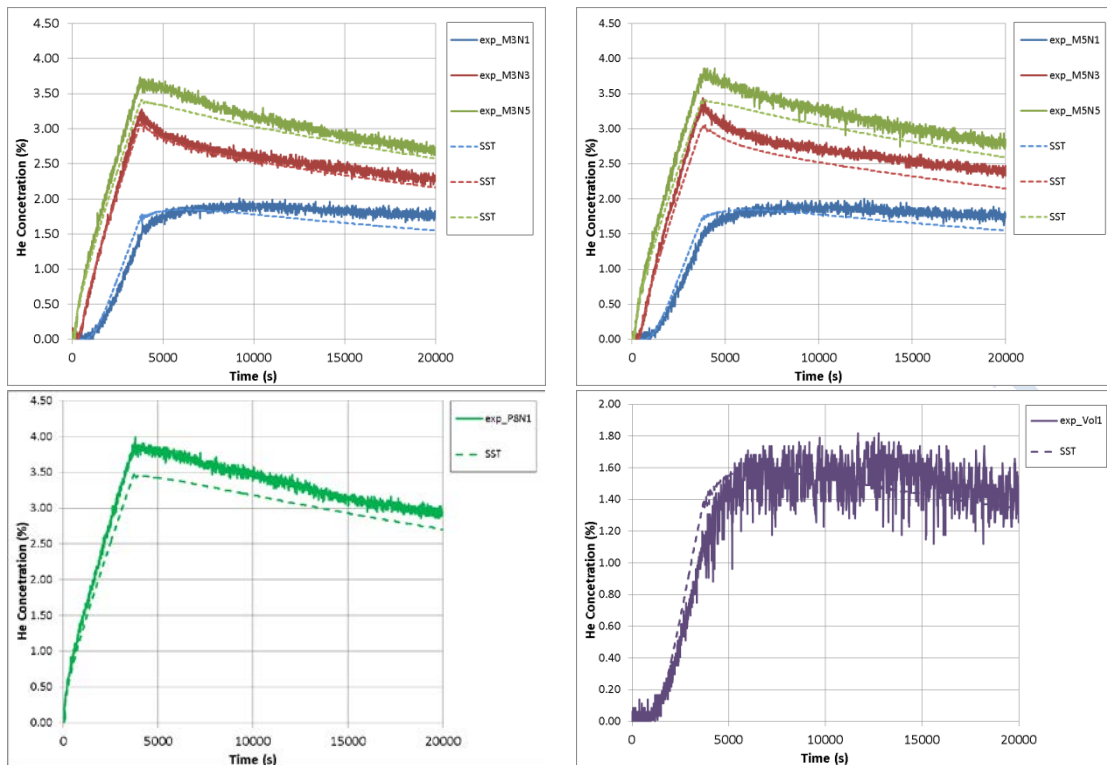 4.50
4.00
3.50
3.00
2.50
2.00
1.50
1.00
0.50
0.00
He Concetration (%)
0 5000 10000 15000 20000
Time (s)
exp_M3N1
exp_M3N3
exp_M3N5
SST
SST
SST
4.50
4.00
3.50
3.00
2.50
2.00
1.50
1.00
0.50
0.00
He Concetration (%)
0 5000 10000 15000 20000
Time (s)
exp_M5N1
exp_M5N3
exp_M5N5
SST
SST
SST
4.50
4.00
3.50
3.00
2.50
2.00
1.50
1.00
0.50
0.00
He Concetration (%)
0 5000 10000 15000 20000
Time (s)
exp_P8N1
SST
2.00
1.80
1.60
1.40
1.20
1.00
0.80
0.60
0.40
0.20
0.00
He Concetration (%)
0 5000 10000 15000 20000
Time (s)
exp_Vol1
SST